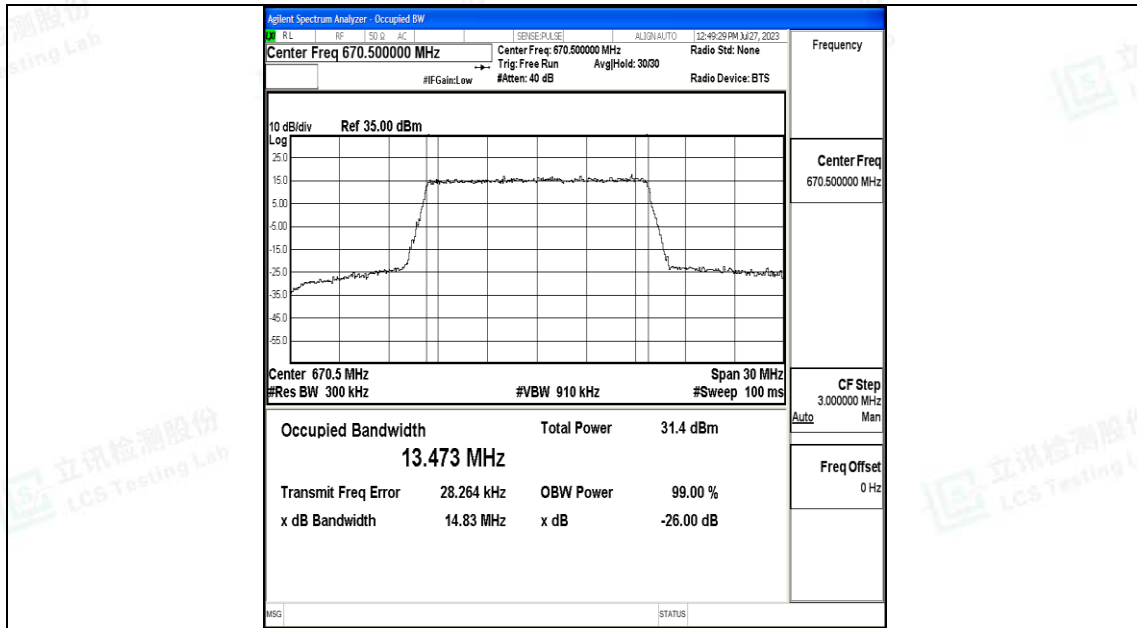 Agilent Spectrum Analyzer - Occupied BW
LXI RL RF 50 Ω AC SENSE:PULSE ALIGN AUTO 12:49:29 PM Jul 27, 2023
Center Freq 670.500000 MHz
Center Freq: 670.500000 MHz
Radio Std: None
Trig: Free Run Avg|Hold: 30/30
#IFGain:Low
#Atten: 40 dB
Radio Device: BTS
10 dB/div Ref 35.00 dBm
Log
25.0
15.0
5.00
-5.00
-15.0
-25.0
-35.0
-45.0
-55.0
Center 670.5 MHz
Span 30 MHz
#Res BW 300 kHz
#VBW 910 kHz
#Sweep 100 ms
Occupied Bandwidth
Total Power 31.4 dBm
13.473 MHz
Transmit Freq Error 28.264 kHz
OBW Power 99.00 %
x dB Bandwidth 14.83 MHz
x dB -26.00 dB
MSG
STATUS
Frequency
Center Freq
670.500000 MHz
CF Step
3.000000 MHz
Auto Man
Freq Offset
0 Hz
立讯检测股份
LCS Testing Lab
立讯检测股份
LCS Testing L